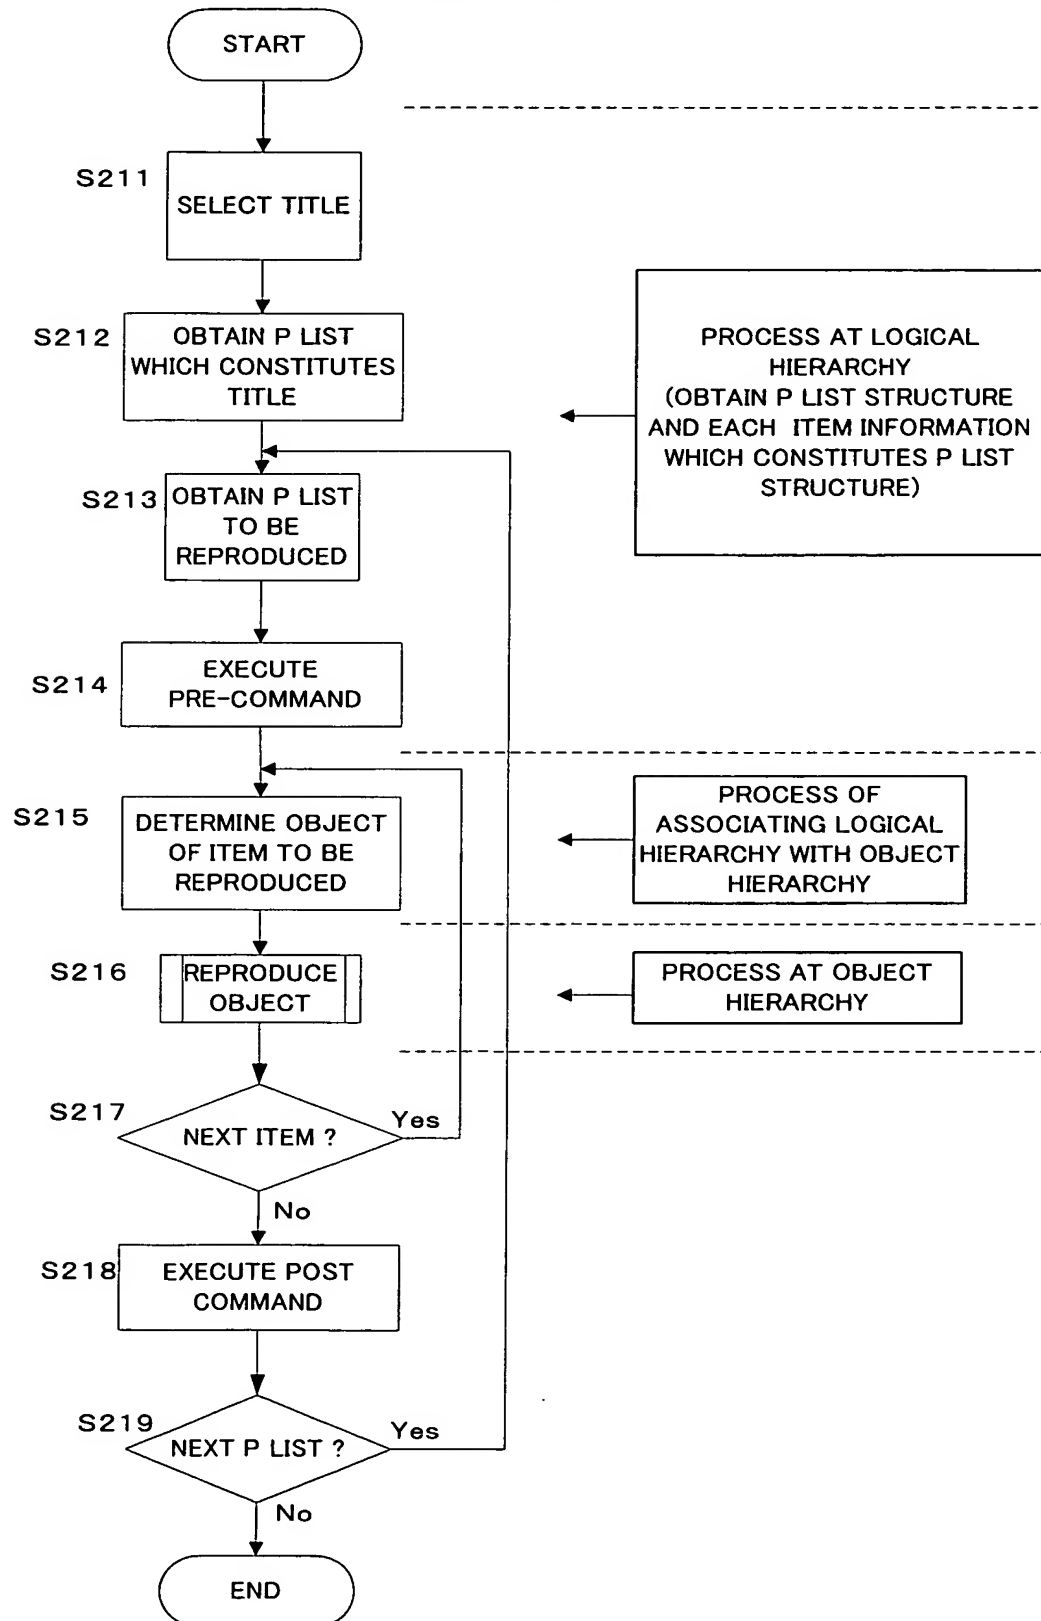 START
S211
SELECT TITLE
S212
OBTAIN P LIST
WHICH CONSTITUTES
TITLE
PROCESS AT LOGICAL
HIERARCHY
(OBTAIN P LIST STRUCTURE
AND EACH ITEM INFORMATION
WHICH CONSTITUTES P LIST
STRUCTURE)
S213
OBTAIN P LIST
TO BE
REPRODUCED
S214
EXECUTE
PRE-COMMAND
S215
DETERMINE OBJECT
OF ITEM TO BE
REPRODUCED
PROCESS OF
ASSOCIATING LOGICAL
HIERARCHY WITH OBJECT
HIERARCHY
S216
REPRODUCE
OBJECT
PROCESS AT OBJECT
HIERARCHY
S217
NEXT ITEM ?
Yes
No
S218
EXECUTE POST
COMMAND
S219
NEXT P LIST ?
Yes
No
END